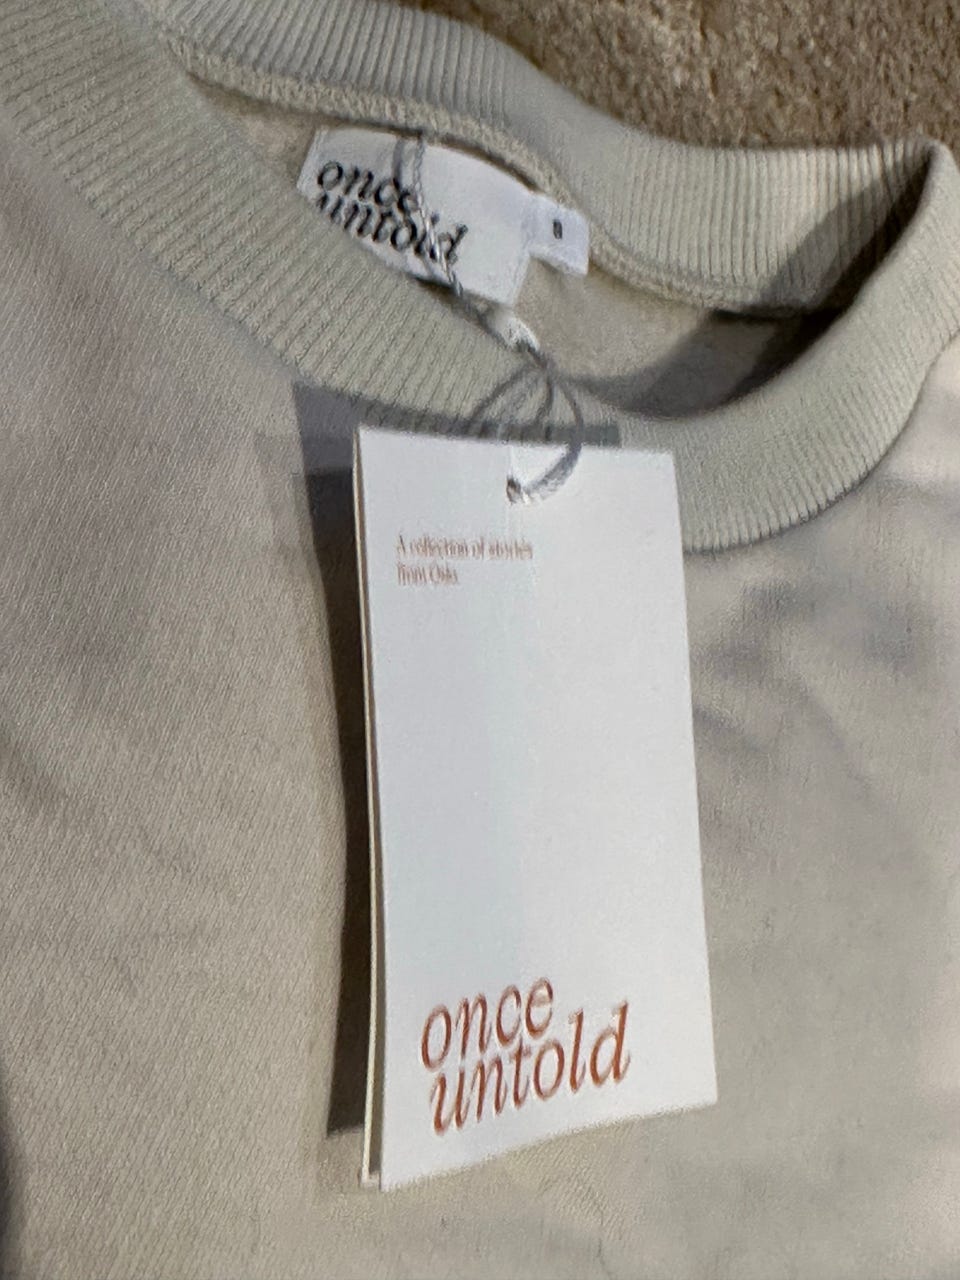 once
untold
A collection of stories
from Oslo
once
untold